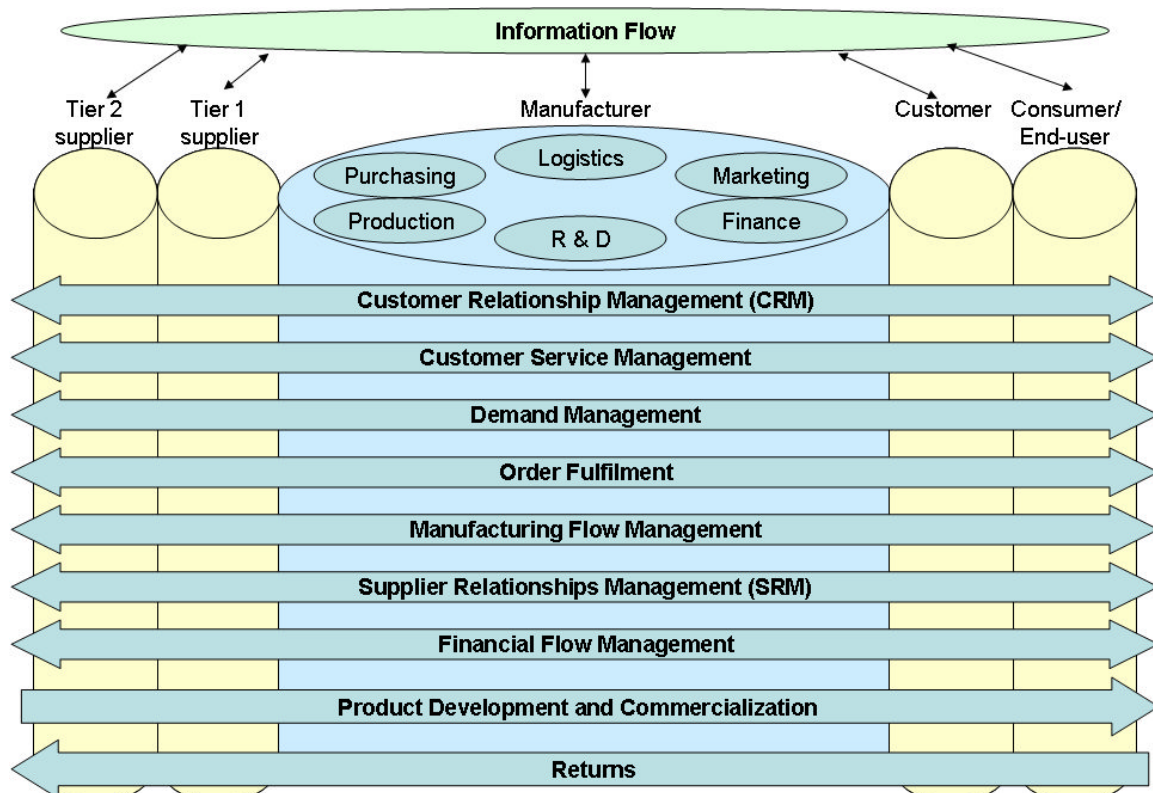 Information Flow
Tier 2
supplier
Tier 1
supplier
Manufacturer
Customer
Consumer/
End-user
Logistics
Purchasing
Marketing
Production
Finance
R & D
Customer Relationship Management (CRM)
Customer Service Management
Demand Management
Order Fulfilment
Manufacturing Flow Management
Supplier Relationships Management (SRM)
Financial Flow Management
Product Development and Commercialization
Returns